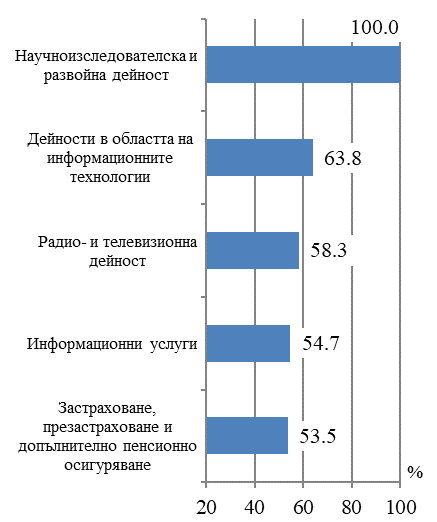 100.0
Научноизследователска и
развойна дейност
Дейности в областта на
информационните
технологии
63.8
Радио- и телевизионна
дейност
58.3
Информационни услуги
54.7
Застраховане,
презастраховане и
допълнително пенсионно
осигуряване
53.5
%
20 40 60 80 100